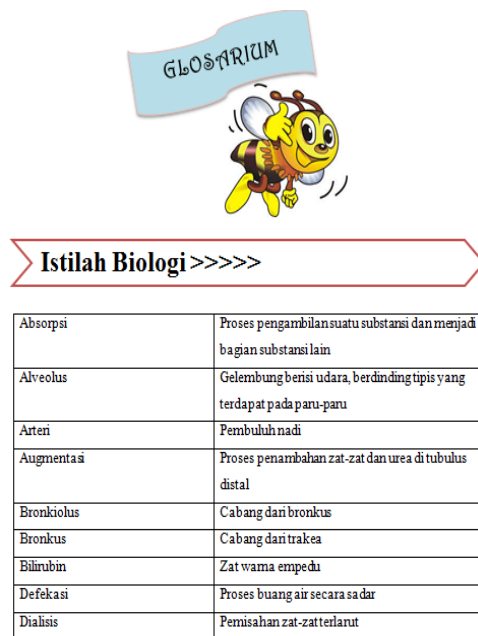 GLOSARIUM
Istilah Biologi >>>>>
Absorpsi
Proses pengambilan suatu substansi dan menjadi
bagian substansi lain
Alveolus
Gelembung berisi udara, berdinding tipis yang
terdapat pada paru-paru
Arteri
Pembuluh nadi
Augmentasi
Proses penambahan zat-zat dan urea di tubulus
distal
Bronkiolus
Cabang dari bronkus
Bronkus
Cabang dari trakea
Bilirubin
Zat warna empedu
Defekasi
Proses buang air secara sadar
Dialisis
Pemisahan zat-zat terlarut